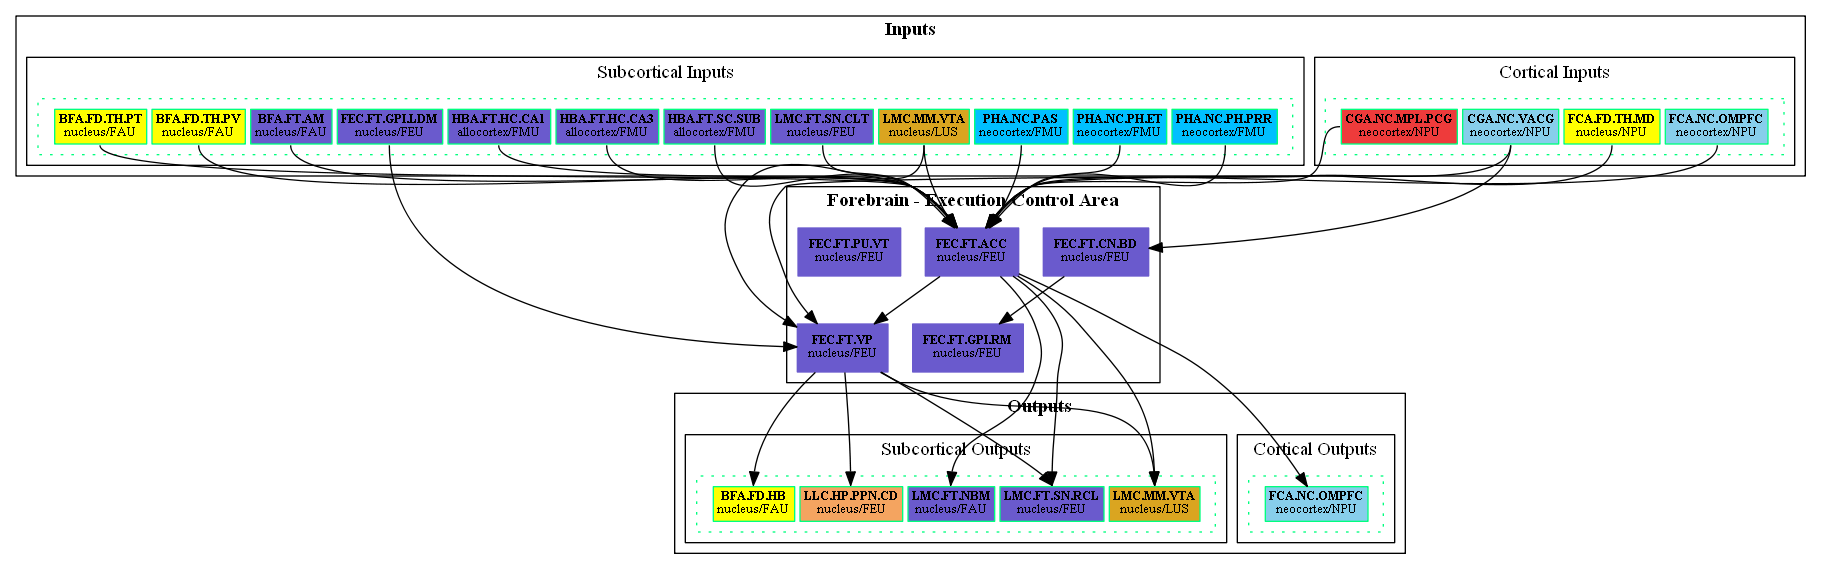 Inputs
Subcortical Inputs
Cortical Inputs
BFA.FD.TH.PT
nucleus/FAU
BFA.FD.TH.PV
nucleus/FAU
BFA.FT.AM
nucleus/FAU
FEC.FT.GPI.LDM
nucleus/FEU
HBA.FT.HC.CA1
allocortex/FMU
HBA.FT.HC.CA3
allocortex/FMU
HBA.FT.SC.SUB
allocortex/FMU
LMC.FT.SN.CLT
nucleus/FEU
LMC.MM.VTA
nucleus/LUS
PHA.NC.PAS
neocortex/FMU
PHA.NC.PH.ET
neocortex/FMU
PHA.NC.PH.PRR
neocortex/FMU
CGA.NC.MPL.PCG
neocortex/NPU
CGA.NC.VACG
neocortex/NPU
FCA.FD.TH.MD
nucleus/NPU
FCA.NC.OMPFC
neocortex/NPU
Forebrain - Execution Control Area
FEC.FT.PU.VT
nucleus/FEU
FEC.FT.ACC
nucleus/FEU
FEC.FT.CN.BD
nucleus/FEU
FEC.FT.VP
nucleus/FEU
FEC.FT.GPI.RM
nucleus/FEU
Outputs
Subcortical Outputs
Cortical Outputs
BFA.FD.HB
nucleus/FAU
LLC.HP.PPN.CD
nucleus/FEU
LMC.FT.NBM
nucleus/FAU
LMC.FT.SN.RCL
nucleus/FEU
LMC.MM.VTA
nucleus/LUS
FCA.NC.OMPFC
neocortex/NPU